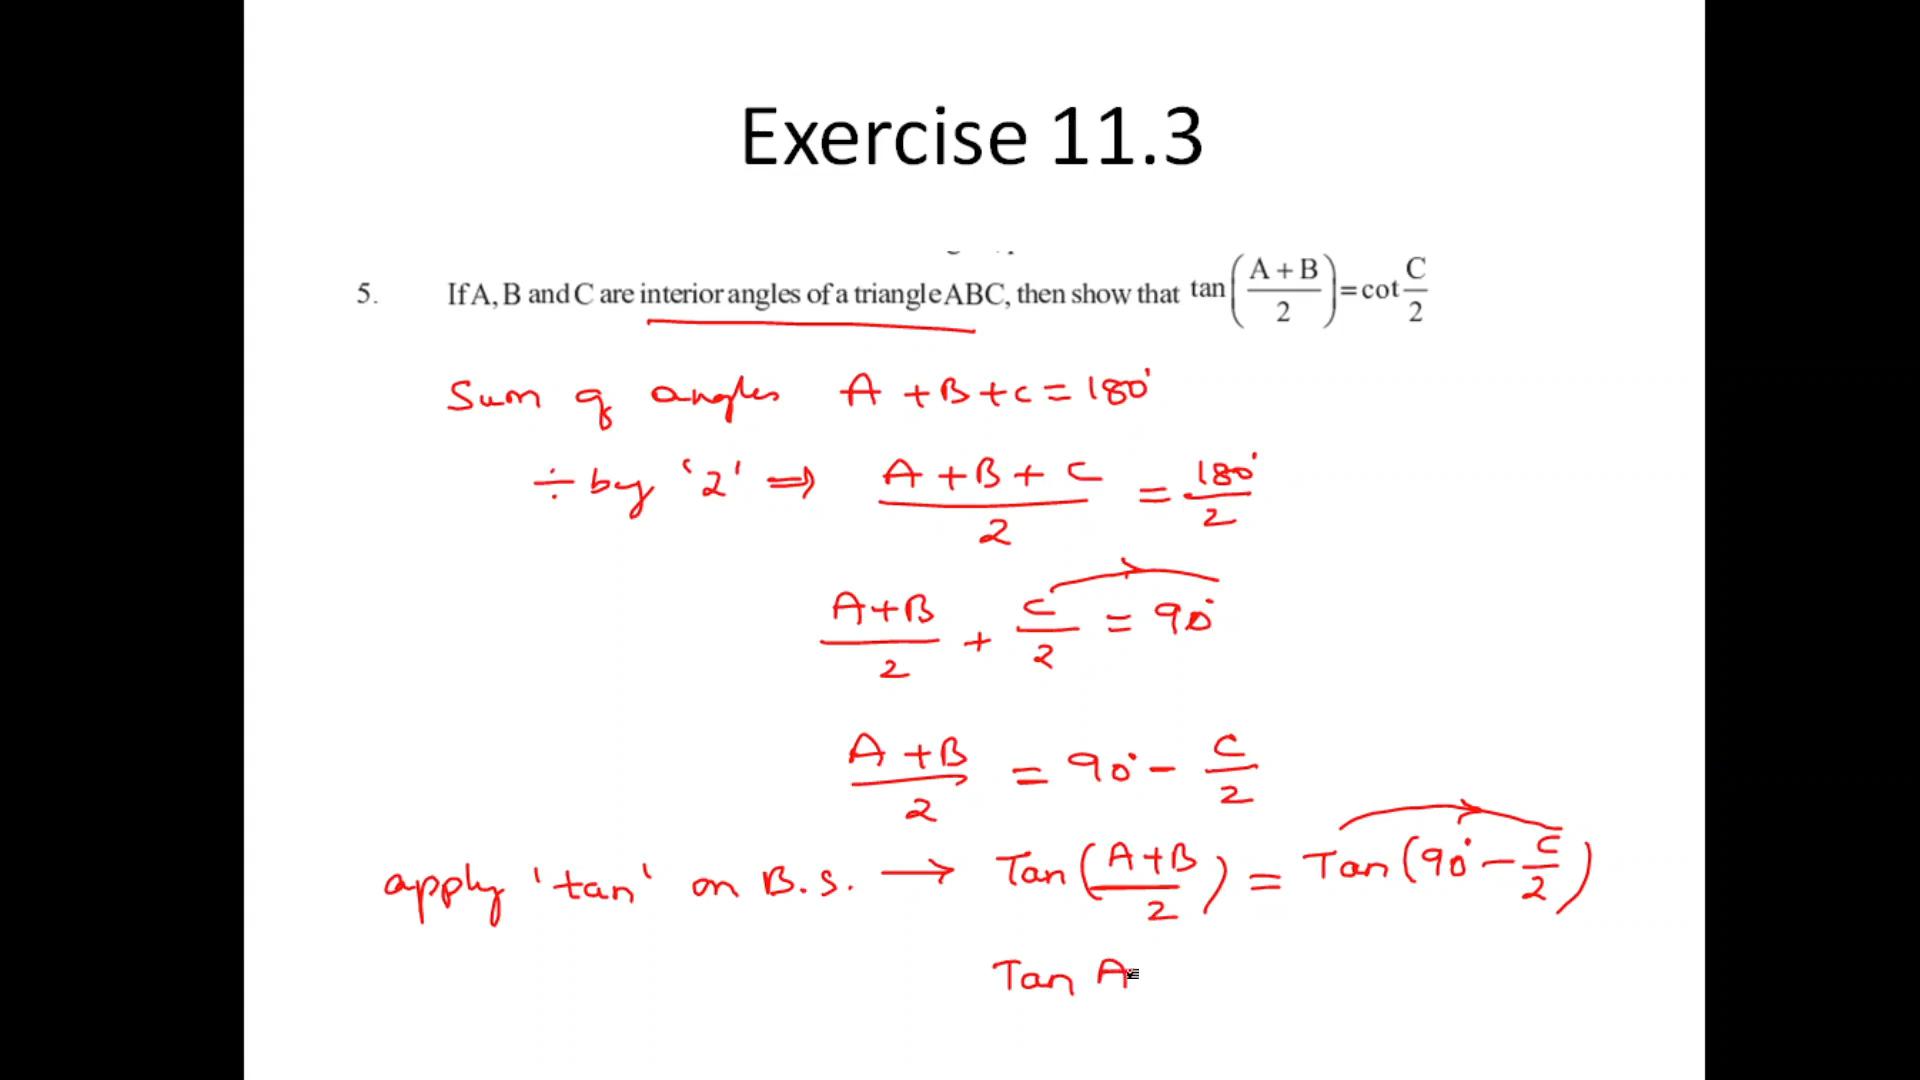 Exercise 11.3
5. If A, B and C are interior angles of a triangle ABC, then show that tan((A+B)/2) = cot C/2
Sum of angles A + B + C = 180°
÷ by '2' ⇒ (A + B + C)/2 = 180°/2
(A+B)/2 + C/2 = 90°
(A+B)/2 = 90° - C/2
apply 'tan' on B.S. → Tan((A+B)/2) = Tan(90° - C/2)
Tan A